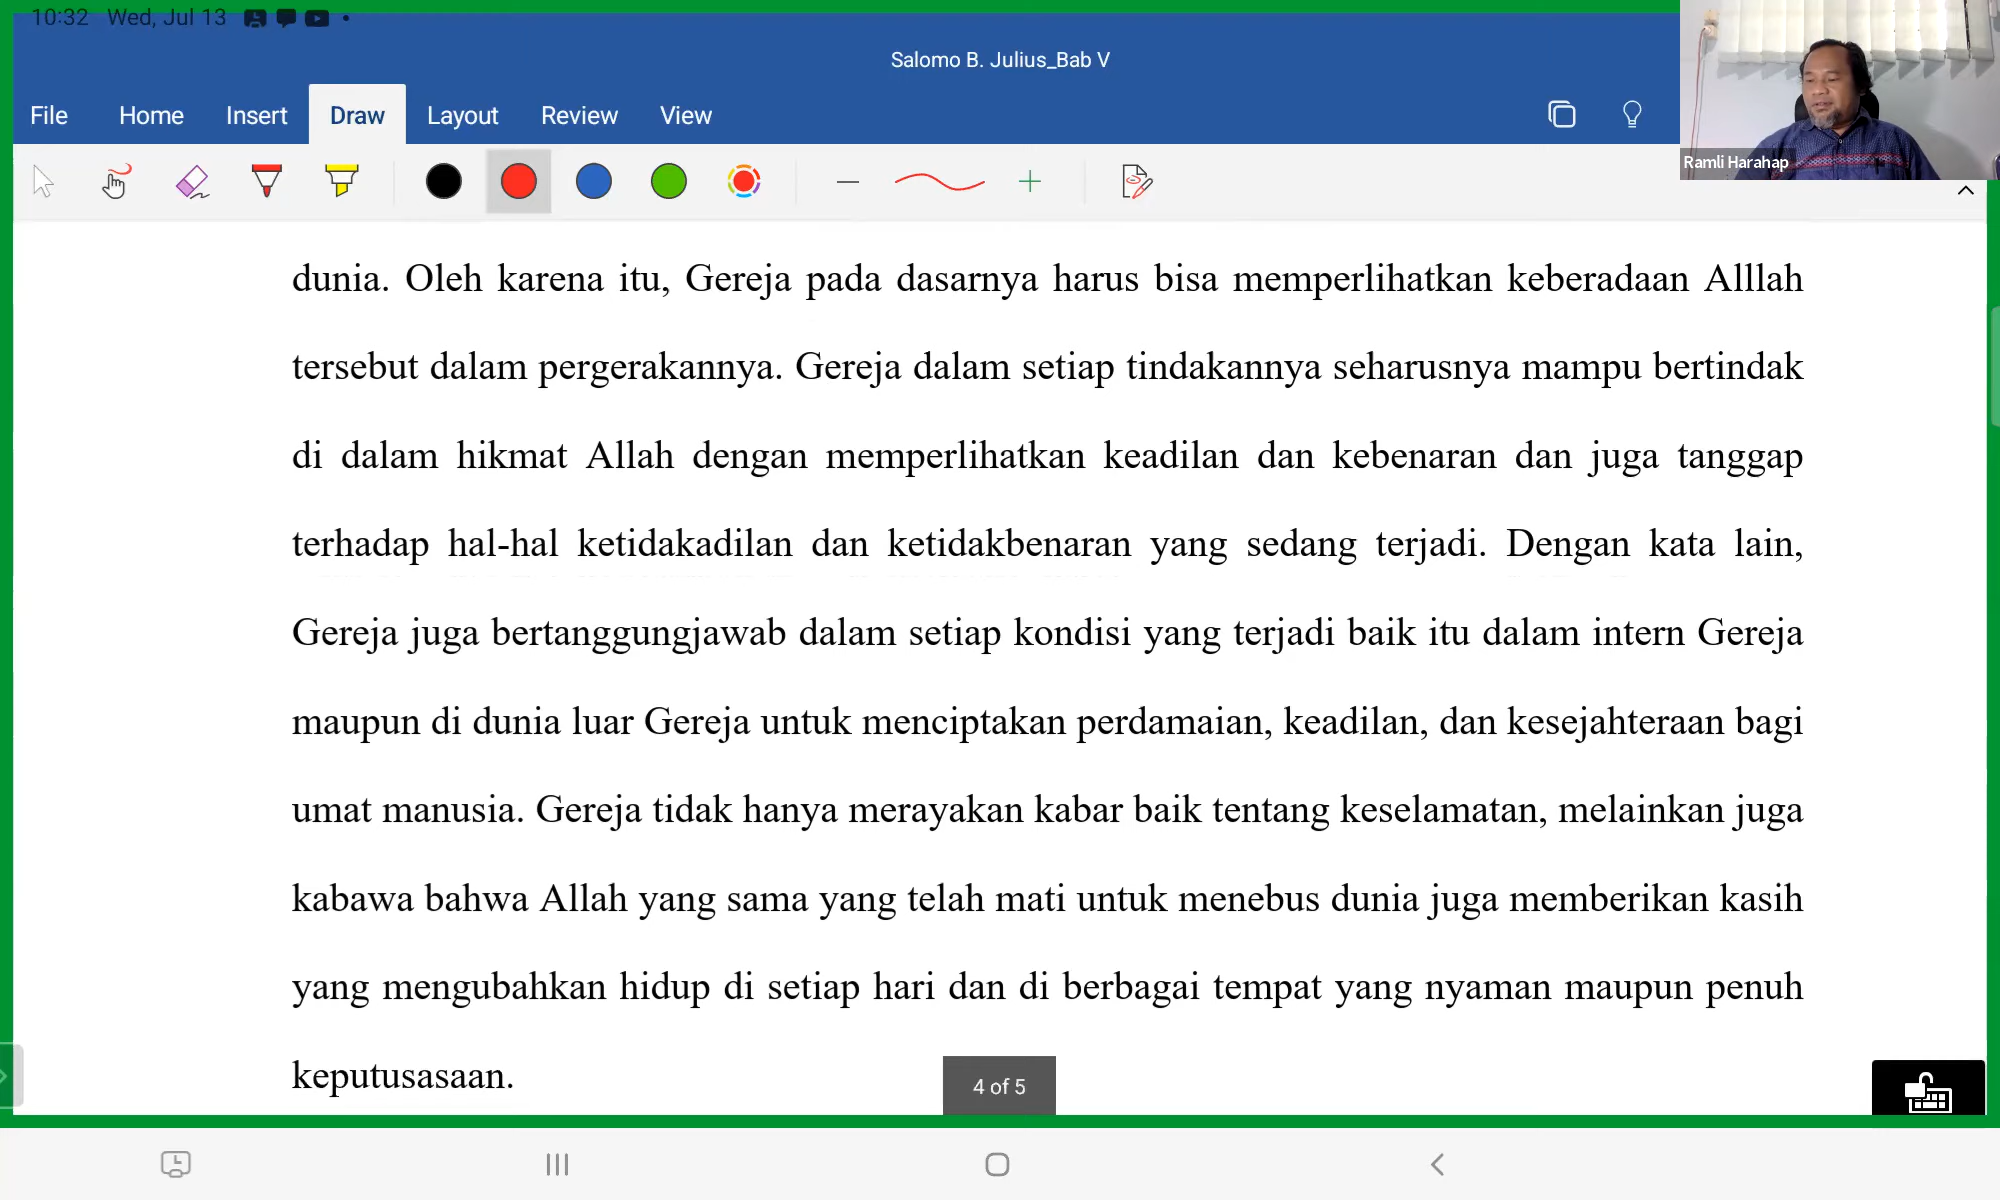 10:32 Wed, Jul 13
Salomo B. Julius_Bab V
File Home Insert Draw Layout Review View
Ramli Harahap
dunia. Oleh karena itu, Gereja pada dasarnya harus bisa memperlihatkan keberadaan Alllah
tersebut dalam pergerakannya. Gereja dalam setiap tindakannya seharusnya mampu bertindak
di dalam hikmat Allah dengan memperlihatkan keadilan dan kebenaran dan juga tanggap
terhadap hal-hal ketidakadilan dan ketidakbenaran yang sedang terjadi. Dengan kata lain,
Gereja juga bertanggungjawab dalam setiap kondisi yang terjadi baik itu dalam intern Gereja
maupun di dunia luar Gereja untuk menciptakan perdamaian, keadilan, dan kesejahteraan bagi
umat manusia. Gereja tidak hanya merayakan kabar baik tentang keselamatan, melainkan juga
kabawa bahwa Allah yang sama yang telah mati untuk menebus dunia juga memberikan kasih
yang mengubahkan hidup di setiap hari dan di berbagai tempat yang nyaman maupun penuh
keputusasaan.
4 of 5